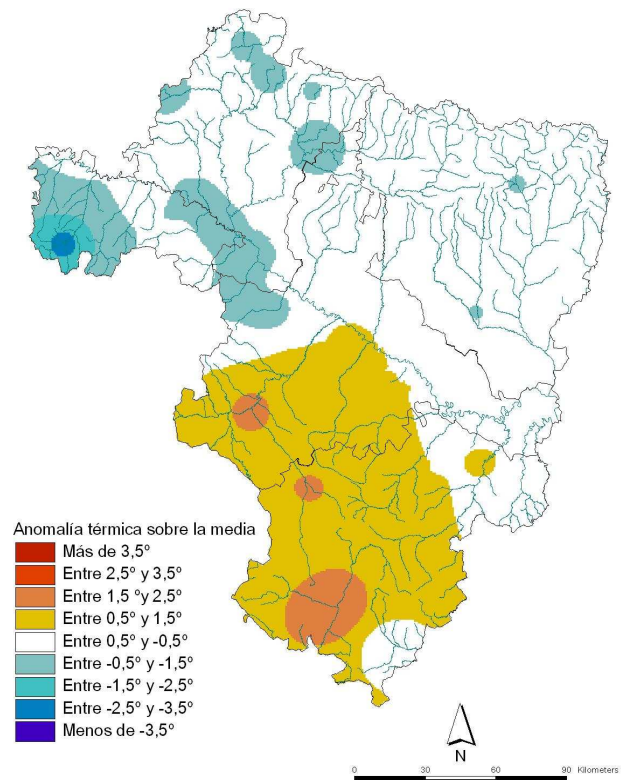 Anomalía térmica sobre la media
Más de 3,5º
Entre 2,5º y 3,5º
Entre 1,5 º y 2,5º
Entre 0,5º y 1,5º
Entre 0,5º y -0,5º
Entre -0,5º y -1,5º
Entre -1,5º y -2,5º
Entre -2,5º y -3,5º
Menos de -3,5º
N
0 30 60 90 Kilometers